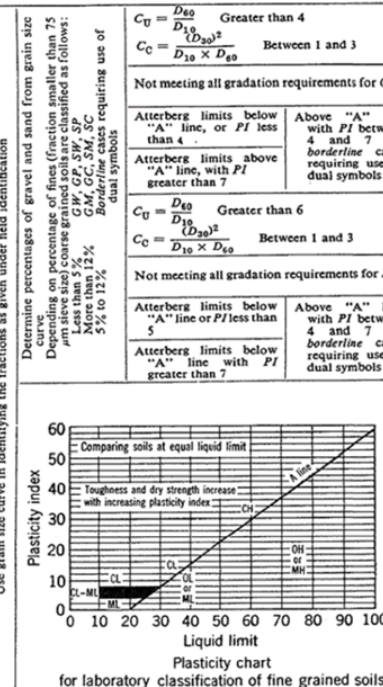 Use grain size curve in identifying the fractions as given under field identification
Determine percentages of gravel and sand from grain size
curve
Depending on percentage of fines (fraction smaller than 75
μm sieve size) coarse grained soils are classified as follows:
Less than 5% GW, GP, SW, SP
More than 12% GM, GC, SM, SC
5% to 12% Borderline cases requiring use of
dual symbols
C_U = D60/D10 Greater than 4
C_C = (D30)²/(D10 × D60) Between 1 and 3
Not meeting all gradation requirements for
Atterberg limits below
"A" line, or PI less
than 4
Above "A"
with PI
4 and 7
borderline
requiring
dual symbols
Atterberg limits above
"A" line, with PI
greater than 7
C_U = D60/D10 Greater than 6
C_C = (D30)²/(D10 × D60) Between 1 and 3
Not meeting all gradation requirements for
Atterberg limits below
"A" line or PI less than
5
Above "A"
with PI
4 and 7
borderline
requiring
dual symbols
Atterberg limits above
"A" line with PI
greater than 7
Plasticity index
60
50
40
30
20
10
0
Comparing soils at equal liquid limit
Toughness and dry strength increase
with increasing plasticity index
A line
CH
CL
CL
CL-ML
ML
OL
or
ML
OH
or
MH
0 10 20 30 40 50 60 70 80 90 100
Liquid limit
Plasticity chart
for laboratory classification of fine grained soils